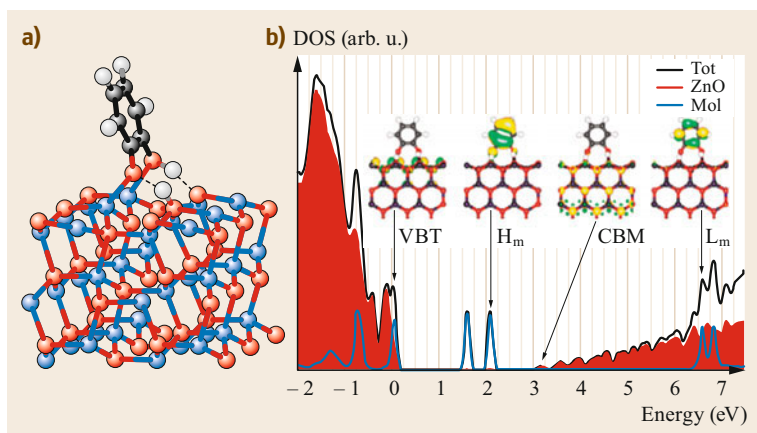 a)
b) DOS (arb. u.)
Tot
ZnO
Mol
VBT
Hm
CBM
Lm
– 2 – 1 0 1 2 3 4 5 6 7
Energy (eV)